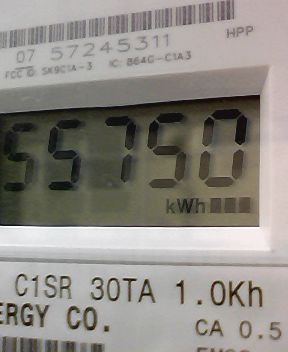 07 57245311
HPP
FCC ID: SK9C1A-3 IC: 864G-C1A3
55750
kWh
C1SR 30TA 1.0Kh
ERGY CO.
CA 0.5